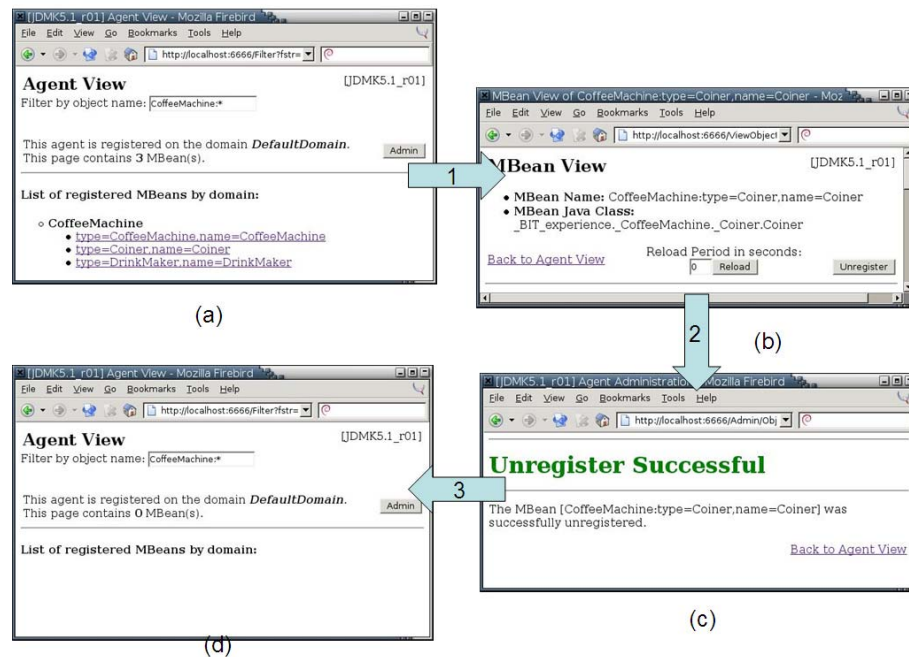 [JDMK5.1_r01] Agent View - Mozilla Firebird
File Edit View Go Bookmarks Tools Help
http://localhost:6666/Filter?fstr=
Agent View
[JDMK5.1_r01]
Filter by object name: CoffeeMachine:*
This agent is registered on the domain DefaultDomain.
This page contains 3 MBean(s).
Admin
List of registered MBeans by domain:
CoffeeMachine
type=CoffeeMachine,name=CoffeeMachine
type=Coiner,name=Coiner
type=DrinkMaker,name=DrinkMaker
(a)
1
MBean View of CoffeeMachine:type=Coiner,name=Coiner - Moz
File Edit View Go Bookmarks Tools Help
http://localhost:6666/ViewObject
MBean View
[JDMK5.1_r01]
MBean Name: CoffeeMachine:type=Coiner,name=Coiner
MBean Java Class:
_BIT_experience._CoffeeMachine._Coiner.Coiner
Back to Agent View
Reload Period in seconds:
0 Reload
Unregister
(b)
2
[JDMK5.1_r01] Agent Administration Mozilla Firebird
File Edit View Go Bookmarks Tools Help
http://localhost:6666/Admin/Obj
Unregister Successful
The MBean [CoffeeMachine:type=Coiner,name=Coiner] was
successfully unregistered.
Back to Agent View
(c)
3
[JDMK5.1_r01] Agent View - Mozilla Firebird
File Edit View Go Bookmarks Tools Help
http://localhost:6666/Filter?fstr=
Agent View
[JDMK5.1_r01]
Filter by object name: CoffeeMachine:*
This agent is registered on the domain DefaultDomain.
This page contains 0 MBean(s).
Admin
List of registered MBeans by domain:
(d)